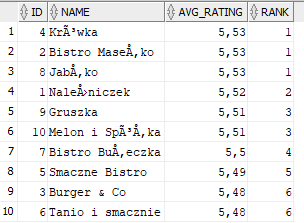 ID NAME AVG_RATING RANK
1 4 KrÃ³wka 5,53 1
2 2 Bistro MaseÅ‚ko 5,53 1
3 8 JabÅ‚ko 5,53 1
4 1 NaleÅ›niczek 5,52 2
5 9 Gruszka 5,51 3
6 10 Melon i SpÃ³Å‚ka 5,51 3
7 7 Bistro BuÅ‚eczka 5,5 4
8 5 Smaczne Bistro 5,49 5
9 3 Burger & Co 5,48 6
10 6 Tanio i smacznie 5,48 6